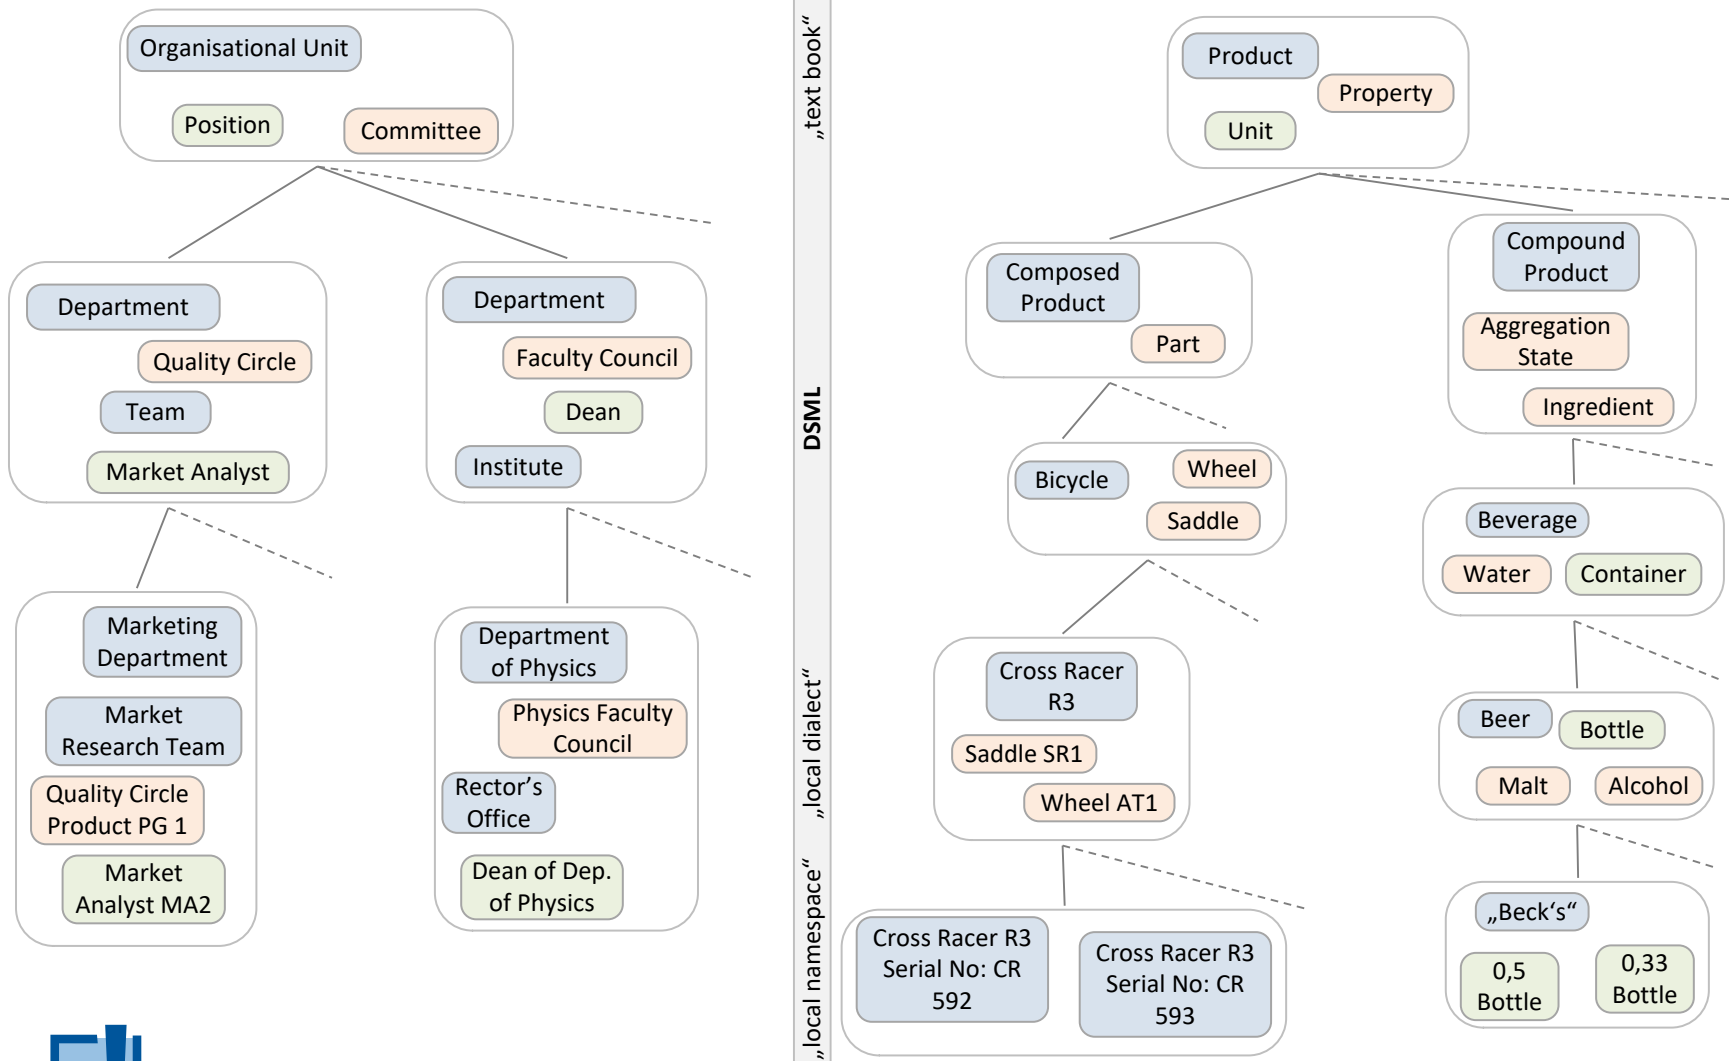 Organisational Unit
Position
Committee
Department
Quality Circle
Team
Market Analyst
Department
Faculty Council
Dean
Institute
Marketing
Department
Market
Research Team
Quality Circle
Product PG 1
Market
Analyst MA2
Department
of Physics
Physics Faculty
Council
Rector’s
Office
Dean of Dep.
of Physics
„text book“
DSML
„local dialect“
„local namespace“
Product
Property
Unit
Composed
Product
Part
Compound
Product
Aggregation
State
Ingredient
Bicycle
Wheel
Saddle
Beverage
Water
Container
Cross Racer
R3
Saddle SR1
Wheel AT1
Beer
Bottle
Malt
Alcohol
Cross Racer R3
Serial No: CR
592
Cross Racer R3
Serial No: CR
593
„Beck‘s“
0,5
Bottle
0,33
Bottle